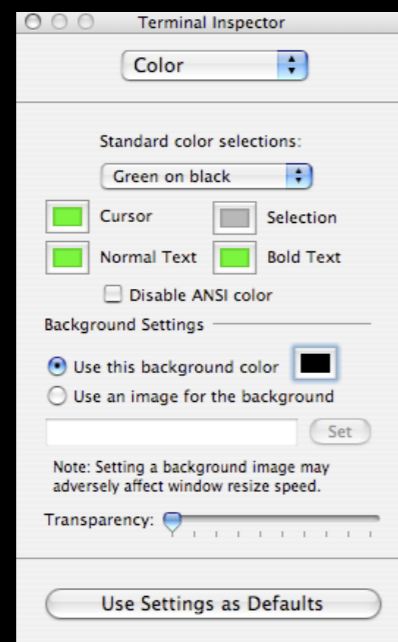 Terminal Inspector
Color
Standard color selections:
Green on black
Cursor Selection
Normal Text Bold Text
Disable ANSI color
Background Settings
Use this background color
Use an image for the background
Set
Note: Setting a background image may
adversely affect window resize speed.
Transparency:
Use Settings as Defaults